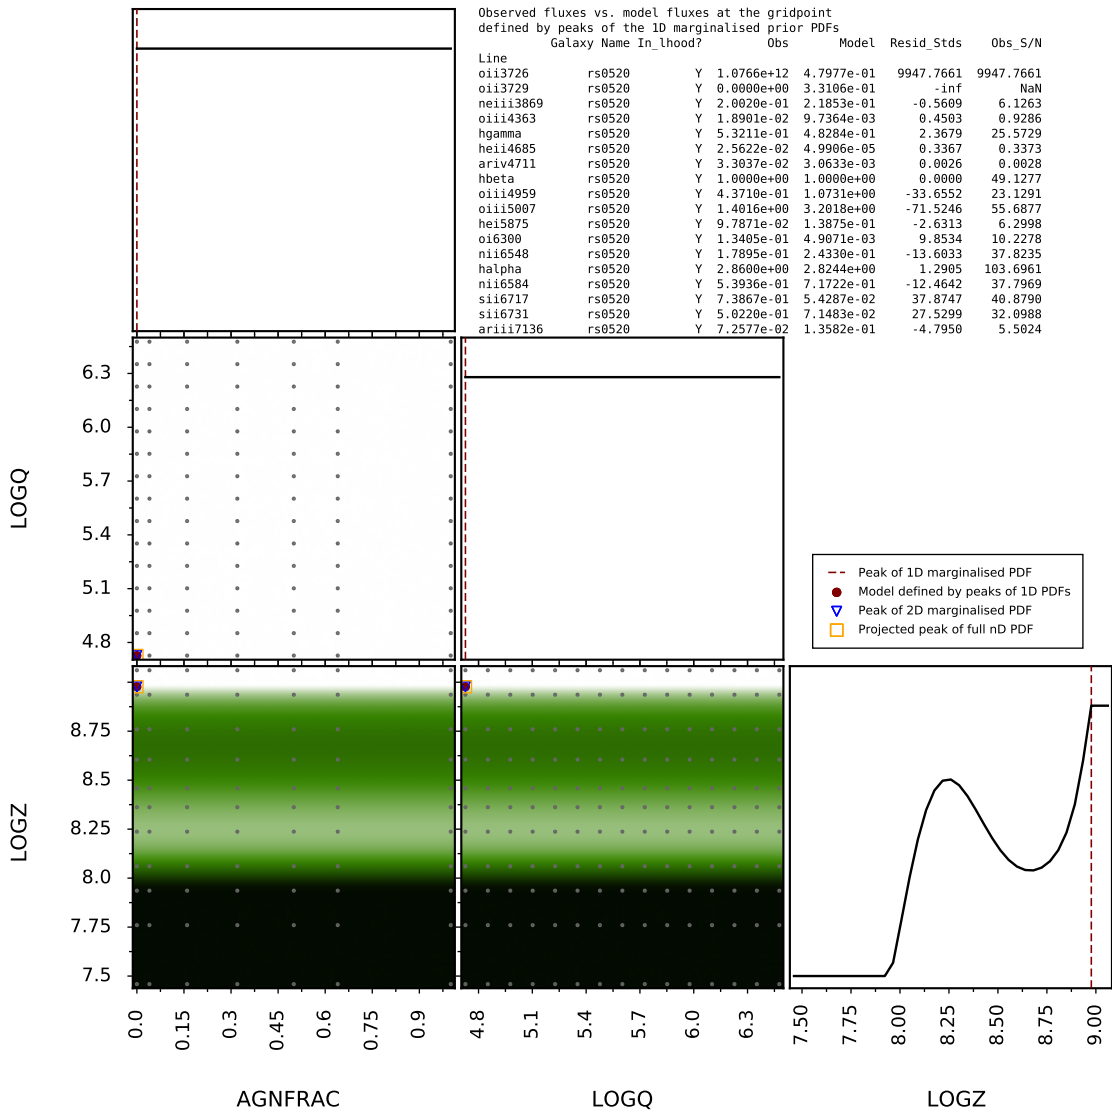 Observed fluxes vs. model fluxes at the gridpoint
defined by peaks of the 1D marginalised prior PDFs
Galaxy Name In_lhood? Obs Model Resid_Stds Obs_S/N
Line
oii3726 rs0520 Y 1.0766e+12 4.7977e-01 9947.7661 9947.7661
oii3729 rs0520 Y 0.0000e+00 3.3106e-01 -inf NaN
neiii3869 rs0520 Y 2.0020e-01 2.1853e-01 -0.5609 6.1263
oiii4363 rs0520 Y 1.8901e-02 9.7364e-03 0.4503 0.9286
hgamma rs0520 Y 5.3211e-01 4.8284e-01 2.3679 25.5729
heii4685 rs0520 Y 2.5622e-02 4.9906e-05 0.3367 0.3373
ariv4711 rs0520 Y 3.3037e-02 3.0633e-03 0.0026 0.0028
hbeta rs0520 Y 1.0000e+00 1.0000e+00 0.0000 49.1277
oiii4959 rs0520 Y 4.3710e-01 1.0731e+00 -33.6552 23.1291
oiii5007 rs0520 Y 1.4016e+00 3.2018e+00 -71.5246 55.6877
hei5875 rs0520 Y 9.7871e-02 1.3875e-01 -2.6313 6.2998
oi6300 rs0520 Y 1.3405e-01 4.9071e-03 9.8534 10.2278
nii6548 rs0520 Y 1.7895e-01 2.4330e-01 -13.6033 37.8235
halpha rs0520 Y 2.8600e+00 2.8244e+00 1.2905 103.6961
nii6584 rs0520 Y 5.3936e-01 7.1722e-01 -12.4642 37.7969
sii6717 rs0520 Y 7.3867e-01 5.4287e-02 37.8747 40.8790
sii6731 rs0520 Y 5.0220e-01 7.1483e-02 27.5299 32.0988
ariii7136 rs0520 Y 7.2577e-02 1.3582e-01 -4.7950 5.5024
6.3
6.0
5.7
5.4
5.1
4.8
LOGQ
Peak of 1D marginalised PDF
Model defined by peaks of 1D PDFs
Peak of 2D marginalised PDF
Projected peak of full nD PDF
8.75
8.5
8.25
8.0
7.75
7.5
LOGZ
0.0 0.15 0.3 0.45 0.6 0.75 0.9
4.8 5.1 5.4 5.7 6.0 6.3
7.50 7.75 8.00 8.25 8.50 8.75 9.00
AGNFRAC LOGQ LOGZ